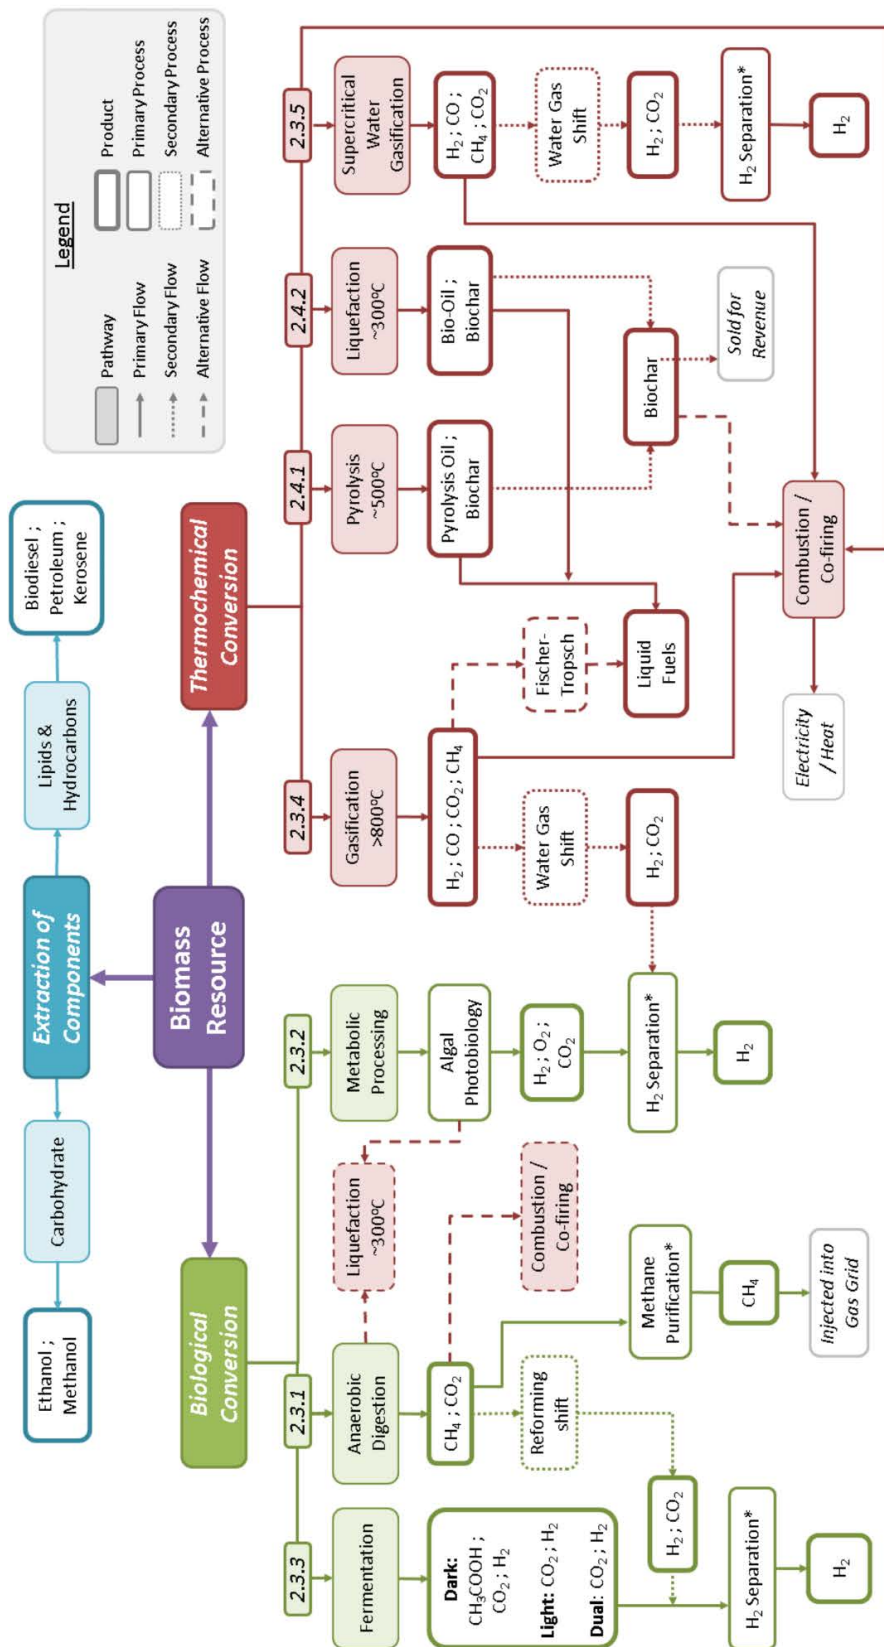 Legend
Pathway
Product
Primary Flow
Primary Process
Secondary Flow
Secondary Process
Alternative Flow
Alternative Process
Ethanol ;
Methanol
Carbohydrate
Extraction of
Components
Lipids &
Hydrocarbons
Biodiesel ;
Petroleum ;
Kerosene
Biological
Conversion
Biomass
Resource
Thermochemical
Conversion
2.3.3
2.3.1
2.3.2
2.3.4
2.4.1
2.4.2
2.3.5
Fermentation
Anaerobic
Digestion
Liquefaction
~300ºC
Metabolic
Processing
Gasification
>800ºC
Pyrolysis
~500ºC
Liquefaction
~300ºC
Supercritical
Water
Gasification
Dark:
CH₃COOH ;
CO₂ ; H₂
Light: CO₂ ; H₂
Dual: CO₂ ; H₂
CH₄ ; CO₂
Algal
Photobiology
H₂ ; CO ; CO₂ ; CH₄
Pyrolysis Oil ;
Biochar
Bio-Oil ;
Biochar
H₂ ; CO ;
CH₄ ; CO₂
Reforming
shift
Combustion /
Co-firing
H₂ ; O₂ ;
CO₂
Water Gas
Shift
Fischer-
Tropsch
Water Gas
Shift
H₂ ; CO₂
Methane
Purification*
H₂ Separation*
H₂ ; CO₂
Liquid
Fuels
Biochar
H₂ ; CO₂
H₂ Separation*
CH₄
H₂
Sold for
Revenue
H₂ Separation*
H₂
Injected into
Gas Grid
Electricity
/ Heat
Combustion /
Co-firing
H₂